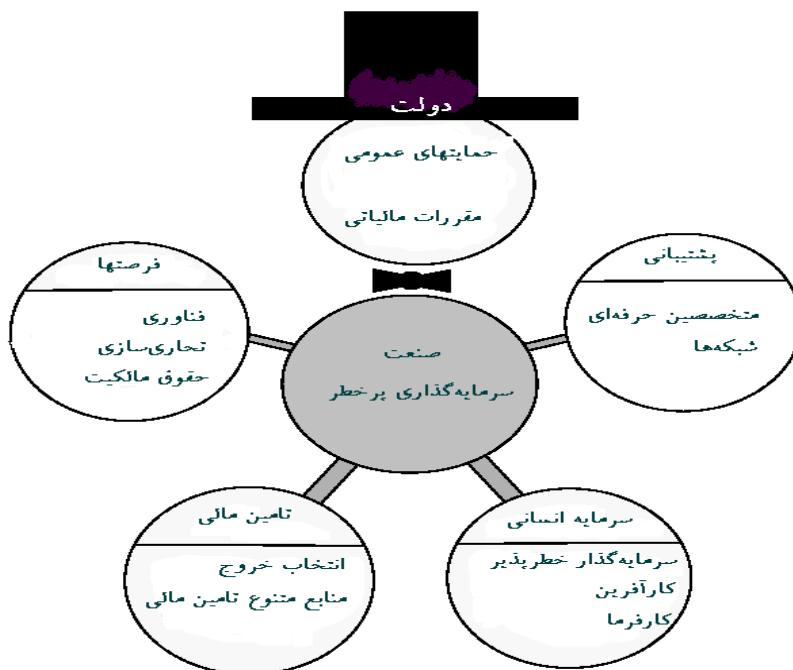 دولت
حمایتهای عمومی
مقررات مالیاتی
پشتیبانی
متخصصین حرفه‌ای
شبکه‌ها
فرصتها
فناوری
تجاری‌سازی
حقوق مالکیت
صنعت
سرمایه‌گذاری پرخطر
سرمایه انسانی
سرمایه‌گذار خطرپذیر
کارآفرین
کارفرما
تامین مالی
انتخاب خروج
منابع متنوع تامین مالی